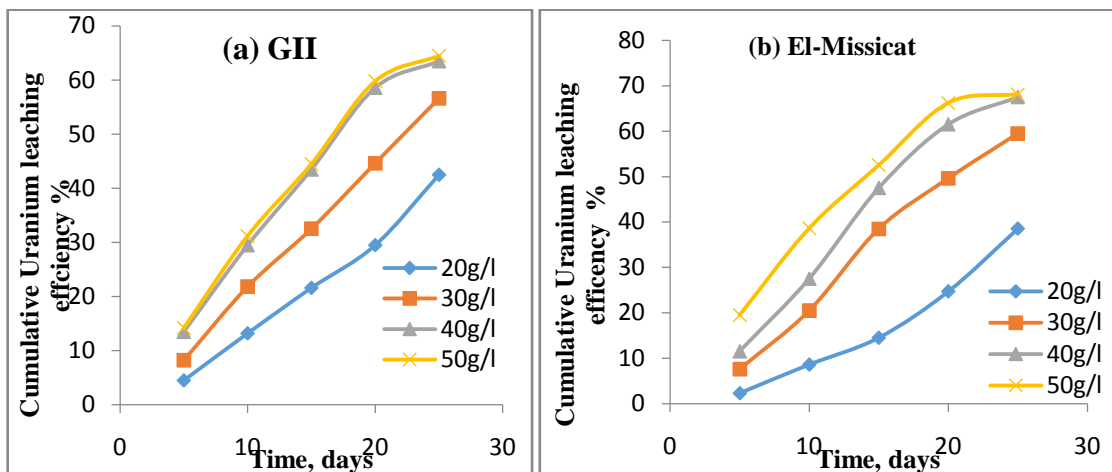 (a) GII
Cumulative Uranium leaching
effciency %
70
60
50
40
30
20
10
0
0
10
20
30
Time, days
20g/l
30g/l
40g/l
50g/l
(b) El-Missicat
Cumulative Uranium leaching
efficency %
80
70
60
50
40
30
20
10
0
0
10
20
30
Time, days
20g/l
30g/l
40g/l
50g/l